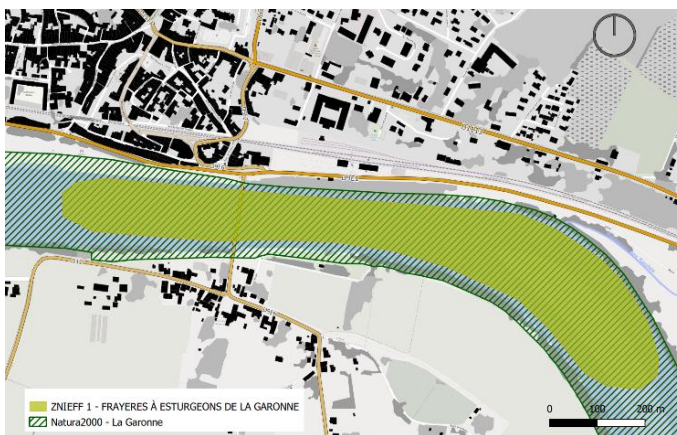 ZNIEFF 1 - FRAYERES À ESTURGEONS DE LA GARONNE
Natura2000 - La Garonne
0 100 200 m